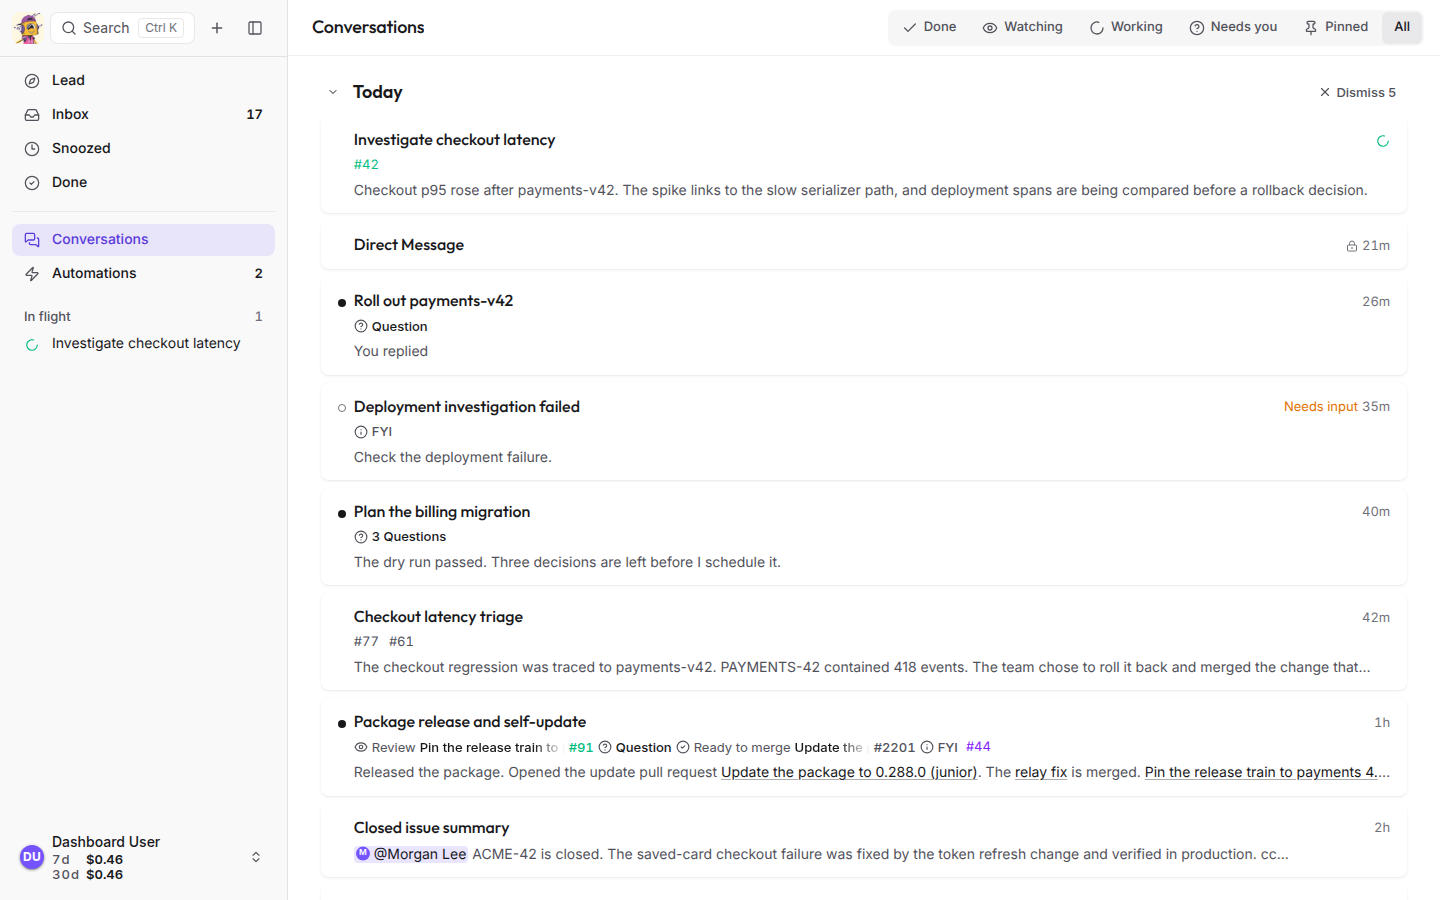 Search Ctrl K
Lead
Inbox 17
Snoozed
Done
Conversations
Automations 2
In flight 1
Investigate checkout latency
DU
Dashboard User
7d $0.46
30d $0.46
Conversations
Done Watching Working Needs you Pinned All
Today Dismiss 5
Investigate checkout latency
#42
Checkout p95 rose after payments-v42. The spike links to the slow serializer path, and deployment spans are being compared before a rollback decision.
Direct Message 21m
Roll out payments-v42 26m
Question
You replied
Deployment investigation failed Needs input 35m
FYI
Check the deployment failure.
Plan the billing migration 40m
3 Questions
The dry run passed. Three decisions are left before I schedule it.
Checkout latency triage 42m
#77 #61
The checkout regression was traced to payments-v42. PAYMENTS-42 contained 418 events. The team chose to roll it back and merged the change that...
Package release and self-update 1h
Review Pin the release train to #91 Question Ready to merge Update the #2201 FYI #44
Released the package. Opened the update pull request Update the package to 0.288.0 (junior). The relay fix is merged. Pin the release train to payments 4....
Closed issue summary 2h
M @Morgan Lee ACME-42 is closed. The saved-card checkout failure was fixed by the token refresh change and verified in production. cc...